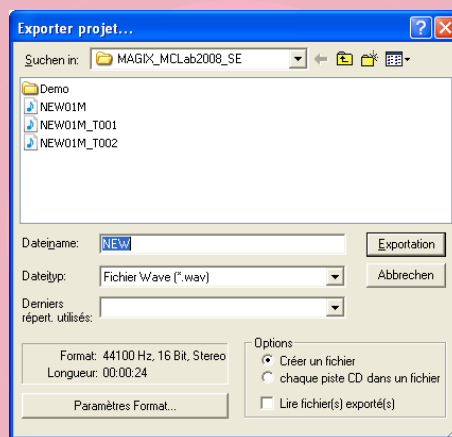 Exporter projet...
Suchen in: MAGIX_MCLab2008_SE
Demo
NEW01M
NEW01M_T001
NEW01M_T002
Dateiname: NEW Exportation
Dateityp: Fichier Wave (*.wav) Abbrechen
Derniers
répert. utilisés:
Format: 44100 Hz, 16 Bit, Stereo
Longueur: 00:00:24
Paramètres Format...
Options
Créer un fichier
chaque piste CD dans un fichier
Lire fichier(s) exporté(s)